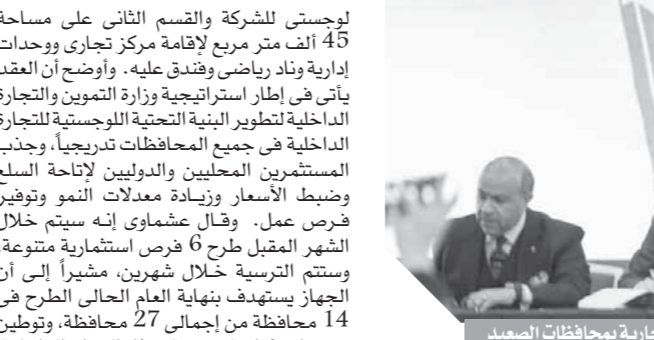 لوجستى للشركة والقسم الثانى على مساحة
45 ألف متر مربع لإقامة مركز تجارى ووحدات
إدارية وناد رياضى وفندق عليه. وأوضح أن العقد
يأتى فى إطار استراتيجية وزارة التموين والتجارة
الداخلية لتطوير البنية التحتية اللوجستية للتجارة
الداخلية فى جميع المحافظات تدريجياً، وجذب
المستثمرين المحليين والدوليين لإتاحة السلع
وضبط الأسعار وزيادة معدلات النمو وتوفير
فرص عمل. وقال عشماوى إنه سيتم خلال
الشهر المقبل طرح 6 فرص استثمارية متنوعة،
وستتم الترسية خلال شهرين، مشيراً إلى أن
الجهاز يستهدف بنهاية العام الحالى الطرح فى
14 محافظة من إجمالى 27 محافظة، وتوطين
بمحافظات الصعيد